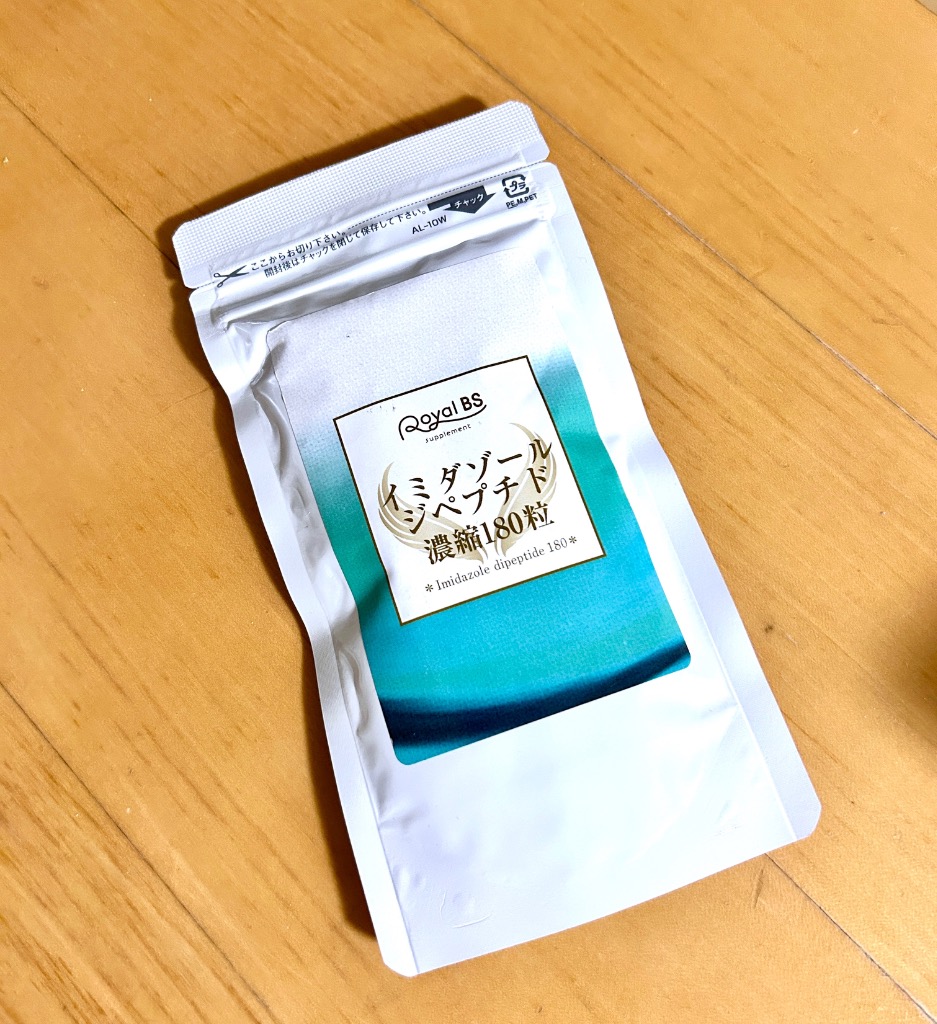 ここからお切り下さい。
開封後はチャックを閉じて保存して下さい。
チャック
プラ
PE,M,PET
AL-10W
Royal BS
supplement
イミダゾール
ジペプチド
濃縮180粒
*Imidazole dipeptide 180*